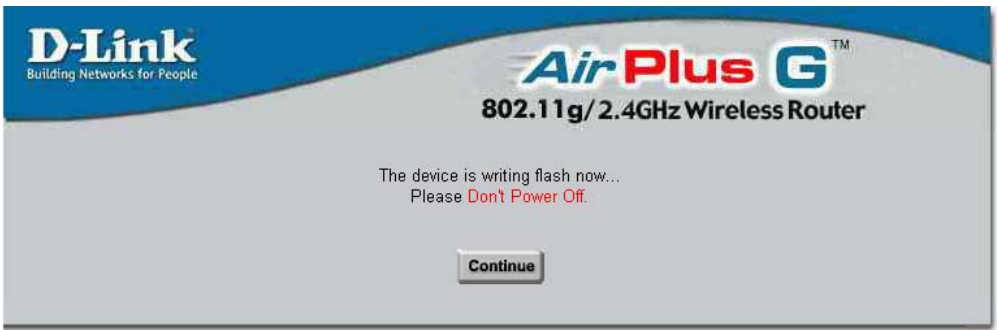 D-Link
Building Networks for People
Air Plus G™
802.11g/2.4GHz Wireless Router
The device is writing flash now...
Please Don't Power Off.
Continue